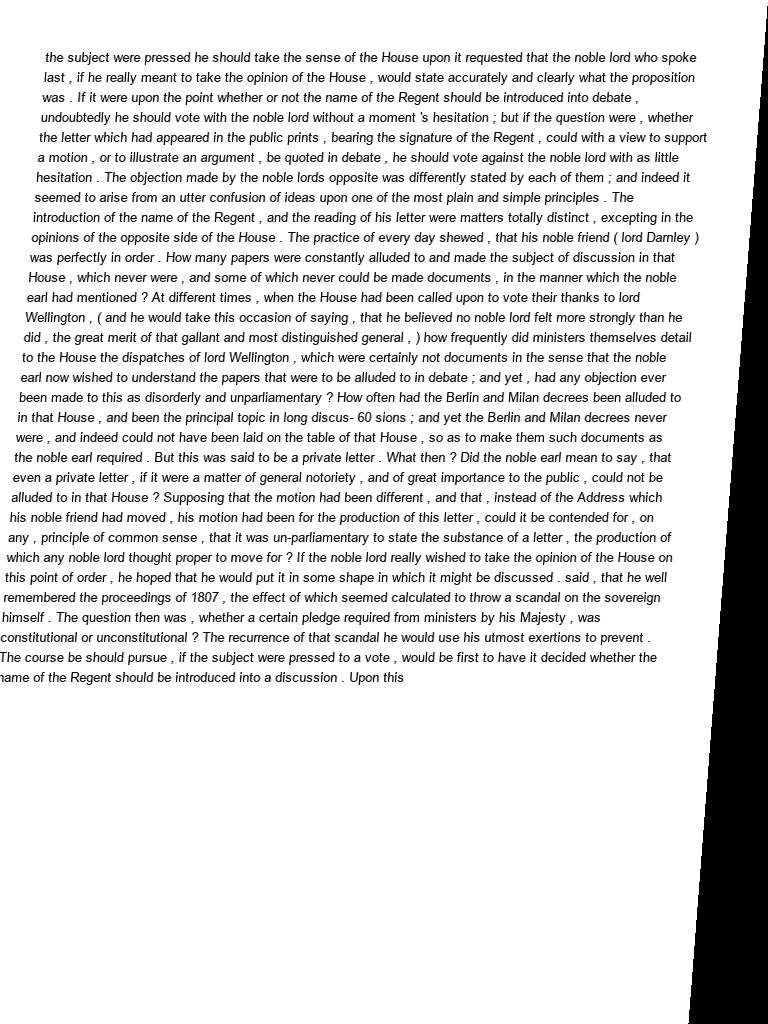 the subject were pressed he should take the sense of the House upon it requested that the noble lord who spoke
last , if he really meant to take the opinion of the House , would state accurately and clearly what the proposition
was . If it were upon the point whether or not the name of the Regent should be introduced into debate ,
undoubtedly he should vote with the noble lord without a moment 's hesitation ; but if the question were , whether
the letter which had appeared in the public prints , bearing the signature of the Regent , could with a view to support
a motion , or to illustrate an argument , be quoted in debate , he should vote against the noble lord with as little
hesitation . The objection made by the noble lords opposite was differently stated by each of them ; and indeed it
seemed to arise from an utter confusion of ideas upon one of the most plain and simple principles . The
introduction of the name of the Regent , and the reading of his letter were matters totally distinct , excepting in the
opinions of the opposite side of the House . The practice of every day shewed , that his noble friend ( lord Darnley )
was perfectly in order . How many papers were constantly alluded to and made the subject of discussion in that
House , which never were , and some of which never could be made documents , in the manner which the noble
earl had mentioned ? At different times , when the House had been called upon to vote their thanks to lord
Wellington , ( and he would take this occasion of saying , that he believed no noble lord felt more strongly than he
did , the great merit of that gallant and most distinguished general , ) how frequently did ministers themselves detail
to the House the dispatches of lord Wellington , which were certainly not documents in the sense that the noble
earl now wished to understand the papers that were to be alluded to in debate ; and yet , had any objection ever
been made to this as disorderly and unparliamentary ? How often had the Berlin and Milan decrees been alluded to
in that House , and been the principal topic in long discus- 60 sions ; and yet the Berlin and Milan decrees never
were , and indeed could not have been laid on the table of that House , so as to make them such documents as
the noble earl required . But this was said to be a private letter . What then ? Did the noble earl mean to say , that
even a private letter , if it were a matter of general notoriety , and of great importance to the public , could not be
alluded to in that House ? Supposing that the motion had been different , and that , instead of the Address which
his noble friend had moved , his motion had been for the production of this letter , could it be contended for , on
any , principle of common sense , that it was un-parliamentary to state the substance of a letter , the production of
which any noble lord thought proper to move for ? If the noble lord really wished to take the opinion of the House on
this point of order , he hoped that he would put it in some shape in which it might be discussed . said , that he well
remembered the proceedings of 1807 , the effect of which seemed calculated to throw a scandal on the sovereign
himself . The question then was , whether a certain pledge required from ministers by his Majesty , was
constitutional or unconstitutional ? The recurrence of that scandal he would use his utmost exertions to prevent .
The course be should pursue , if the subject were pressed to a vote , would be first to have it decided whether the
name of the Regent should be introduced into a discussion . Upon this